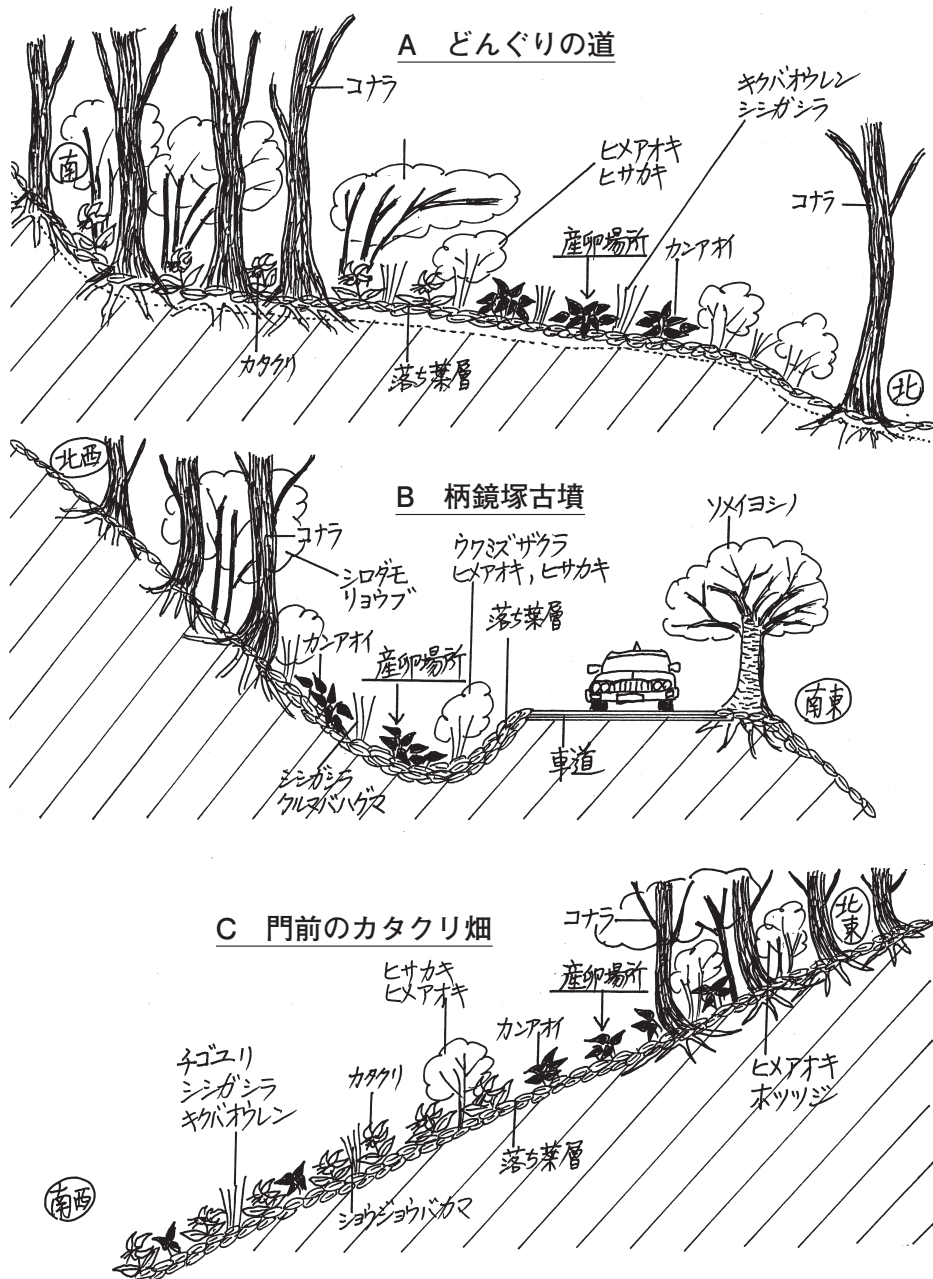 A どんぐりの道
コナラ
キクバオウレン
シシガシラ
南
ヒメアオキ
ヒサカキ
コナラ
産卵場所
カンアオイ
カタクリ
落ち葉層
北
北西
B 柄鏡塚古墳
ソメイヨシノ
コナラ
ウワミズザクラ
ヒメアオキ,ヒサカキ
シロダモ
リョウブ
落ち葉層
カンアオイ
産卵場所
南東
車道
シシガシラ
クルマバハグマ
C 門前のカタクリ畑
コナラ
北東
ヒサカキ
ヒメアオキ
産卵場所
カンアオイ
チゴユリ
シシガシラ
キクバオウレン
カタクリ
ヒメアオキ
ホツツジ
落ち葉層
南西
ショウジョウバカマ